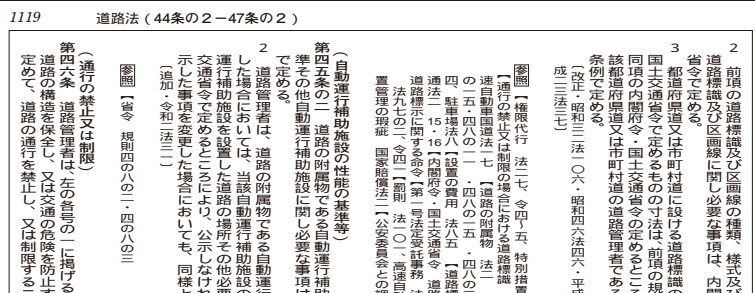 1119
道路法（44条の2－47条の2）
2　前項の道路標識及び区画線の種類、様式及び
道路標識及び区画線に関し必要な事項は、内閣
省令で定める。
3　都道府県道又は市町村道に設ける道路標識の
国土交通省令で定めるものの寸法は、前項の規
同項の内閣府令・国土交通省令の定めるところ
該都道府県道又は市町村道の道路管理者である
条例で定める。
〔改正・昭和三三法一〇六・昭和四六法四六・平成
成二三法三七〕
参照　【権限代行　法二七、令四～五、特別措置
【通行の禁止又は制限の場合における道路標識
速自動車国道法一七　【道路の附属物　法二
の一五・四八の一一・四八の一五・四八の二
四、駐車場法八【設置の費用　法八五　【道路標
通法二　15・16【内閣府令・国土交通省令　道路
道路標示に関する命令【第一号法定受託事務　法
法九七の二、令四一【罰則　法一〇一、高速自
置管理の瑕疵　国家賠償法二【公安委員会との調
（自動運行補助施設の性能の基準等）
第四五条の二　道路の附属物である自動運行補助
準その他自動運行補助施設に関し必要な事項は
で定める。
2　道路管理者は、道路の附属物である自動運行
した場合においては、当該自動運行補助施設の
運行補助施設を設置した道路の場所その他必要
交通省令で定めるところにより、公示しなけれ
示した事項を変更した場合においても、同様と
〔追加・令和二法三一〕
参照　【省令　規則四の八の二・四の八の三
（通行の禁止又は制限）
第四六条　道路管理者は、左の各号の一に掲げる
道路の構造を保全し、又は交通の危険を防止す
定めて、道路の通行を禁止し、又は制限するこ